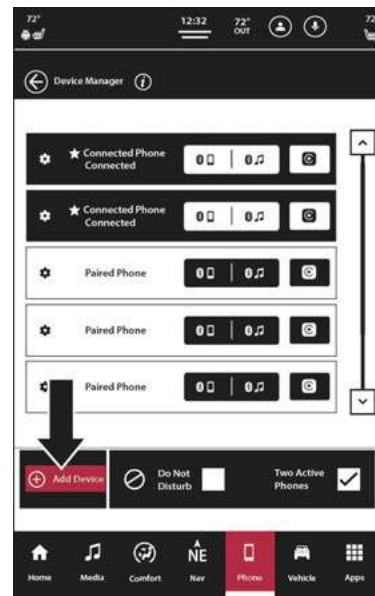 72°
12:32
72°
OUT
72
Device Manager
Connected Phone
Connected
Connected Phone
Connected
Paired Phone
Paired Phone
Paired Phone
Add Device
Do Not
Disturb
Two Active
Phones
NE
Home
Media
Comfort
Nav
Phone
Vehicle
Apps